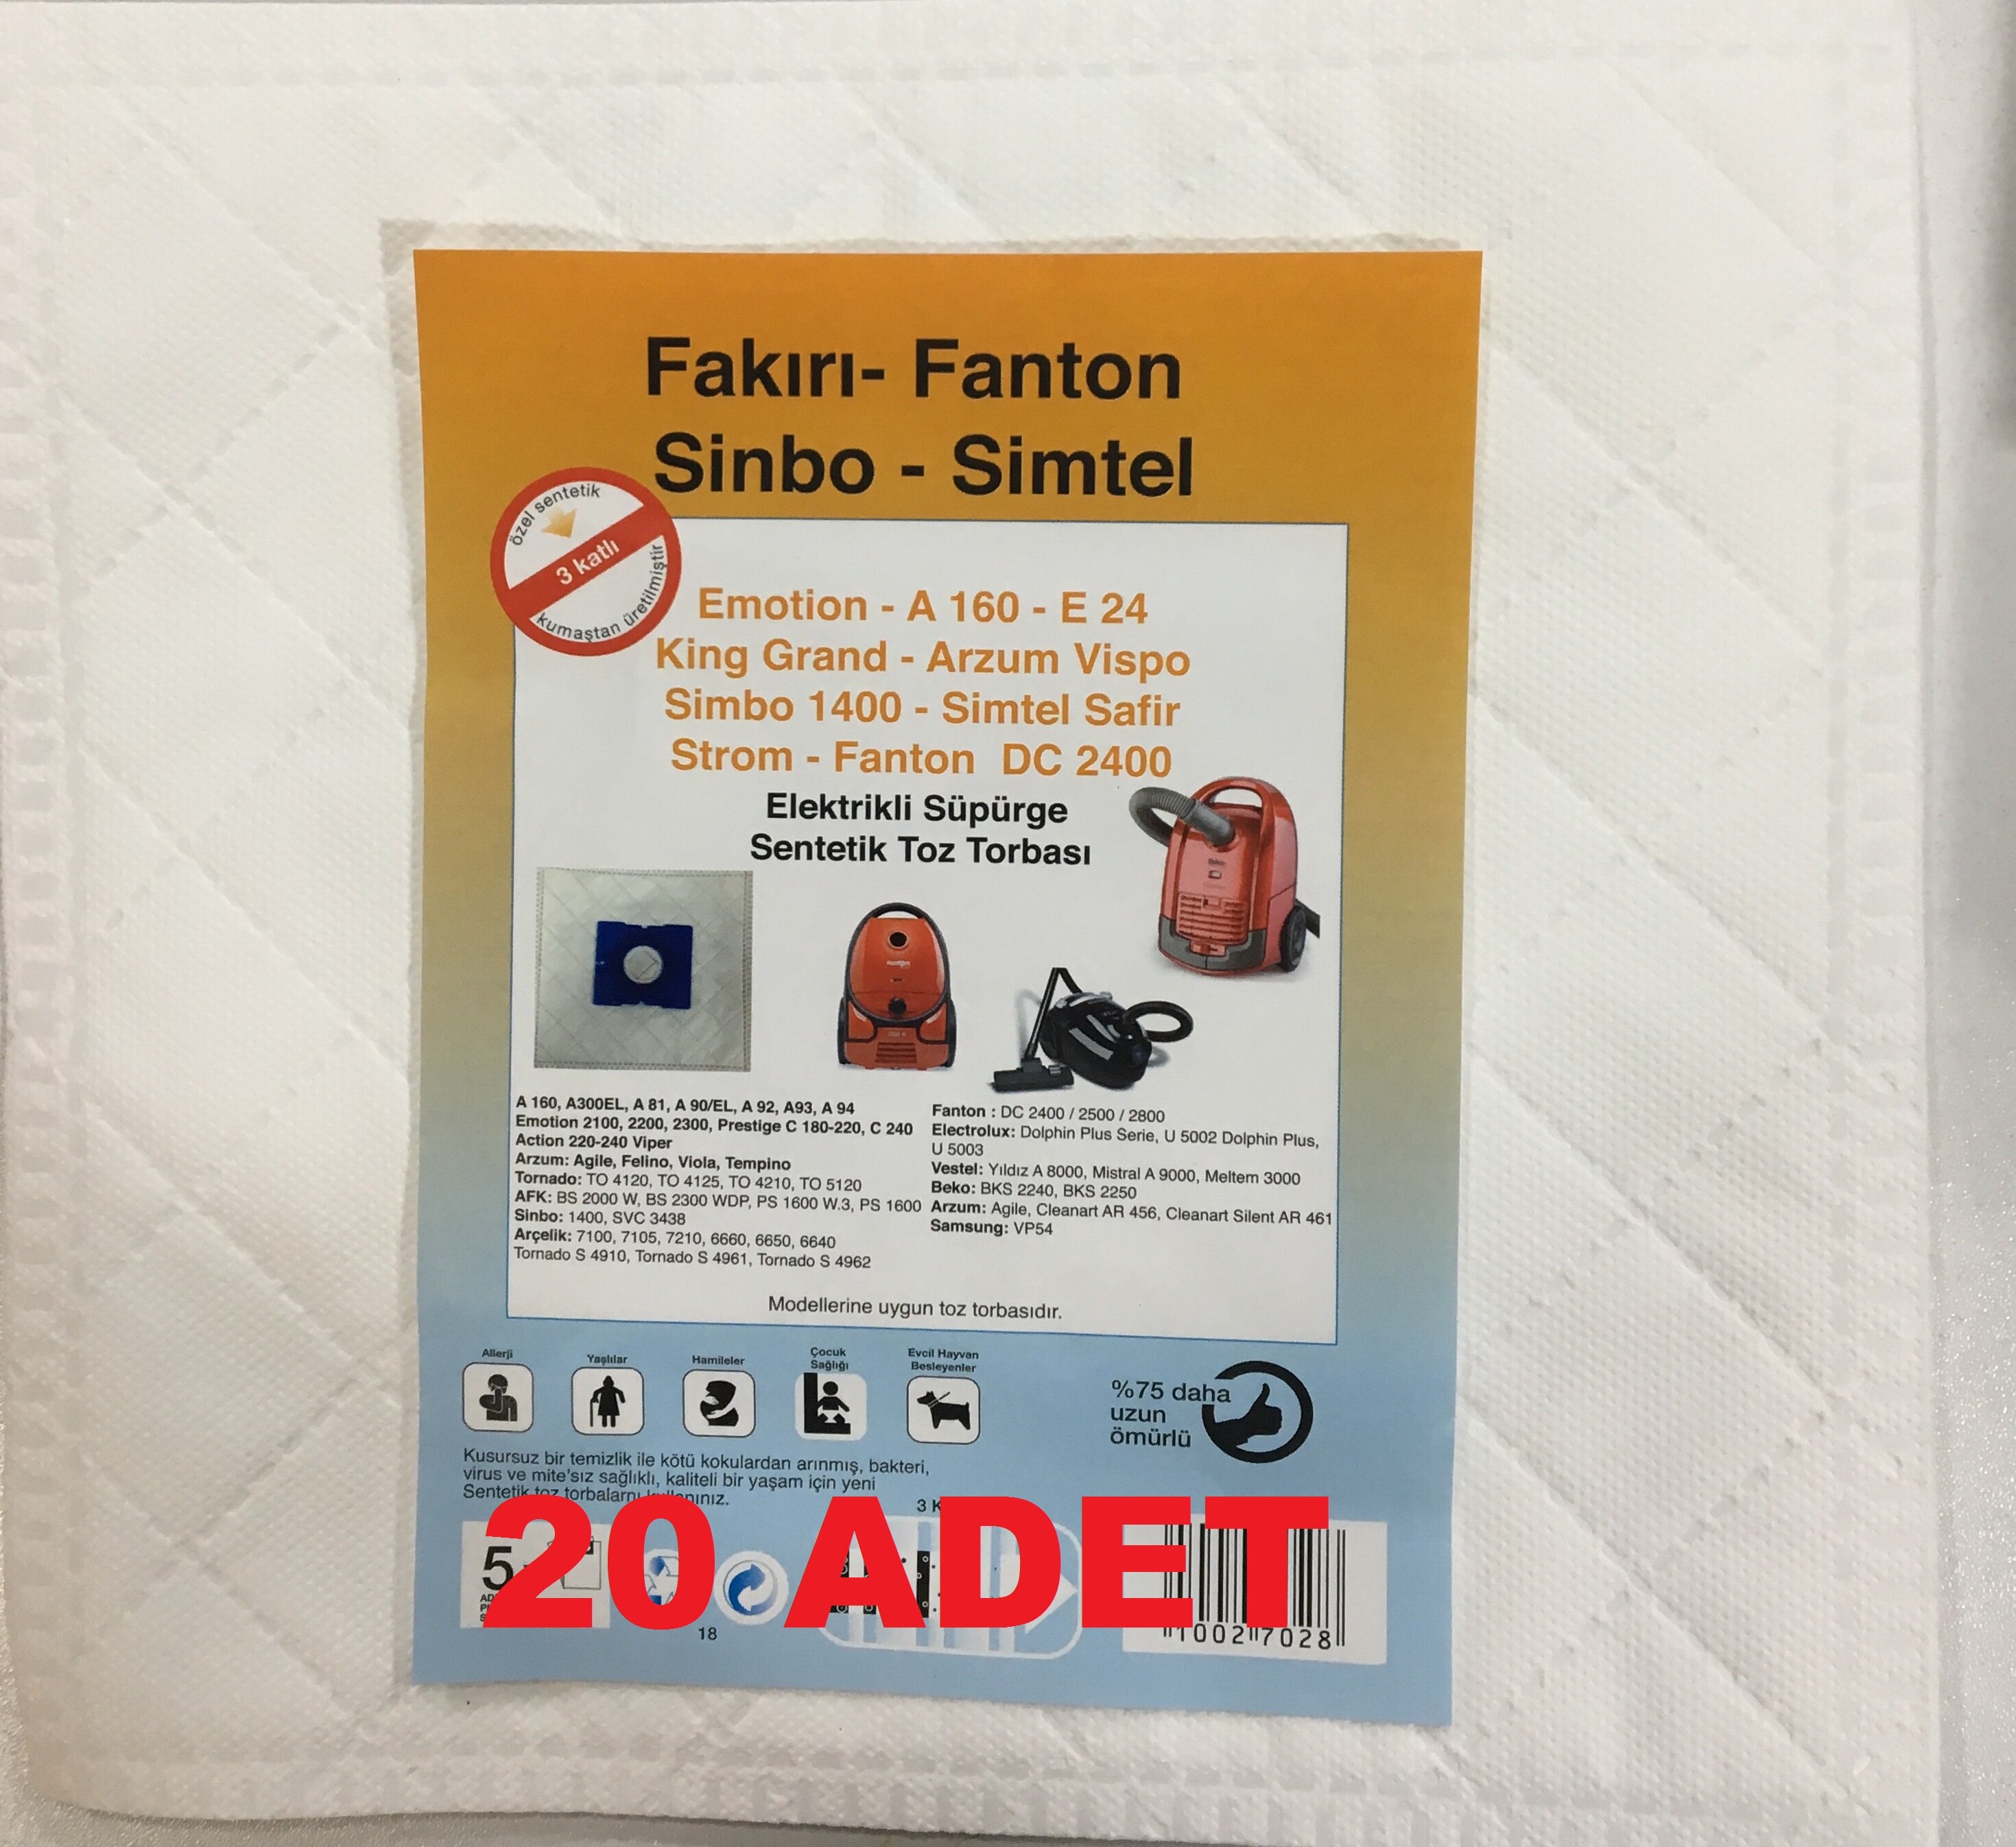 Fakırı- Fanton
Sinbo - Simtel
özel sentetik
3 katlı
kumaştan üretilmiştir
Emotion - A 160 - E 24
King Grand - Arzum Vispo
Simbo 1400 - Simtel Safir
Strom - Fanton DC 2400
Elektrikli Süpürge
Sentetik Toz Torbası
A 160, A300EL, A 81, A 90/EL, A 92, A93, A 94
Emotion 2100, 2200, 2300, Prestige C 180-220, C 240
Action 220-240 Viper
Arzum: Agile, Felino, Viola, Tempino
Tornado: TO 4120, TO 4125, TO 4210, TO 5120
AFK: BS 2000 W, BS 2300 WDP, PS 1600 W.3, PS 1600
Sinbo: 1400, SVC 3438
Arçelik: 7100, 7105, 7210, 6660, 6650, 6640
Tornado S 4910, Tornado S 4961, Tornado S 4962
Fanton : DC 2400 / 2500 / 2800
Electrolux: Dolphin Plus Serie, U 5002 Dolphin Plus,
U 5003
Vestel: Yıldız A 8000, Mistral A 9000, Meltem 3000
Beko: BKS 2240, BKS 2250
Arzum: Agile, Cleanart AR 456, Cleanart Silent AR 461
Samsung: VP54
Modellerine uygun toz torbasıdır.
Allerji
Yaşlılar
Hamileler
Çocuk
Sağlığı
Evcil Hayvan
Besleyenler
%75 daha
uzun
ömürlü
Kusursuz bir temizlik ile kötü kokulardan arınmış, bakteri,
virus ve mite'sız sağlıklı, kaliteli bir yaşam için yeni
Sentetik toz torbalarnı
20 ADET
5
3
18
10027028